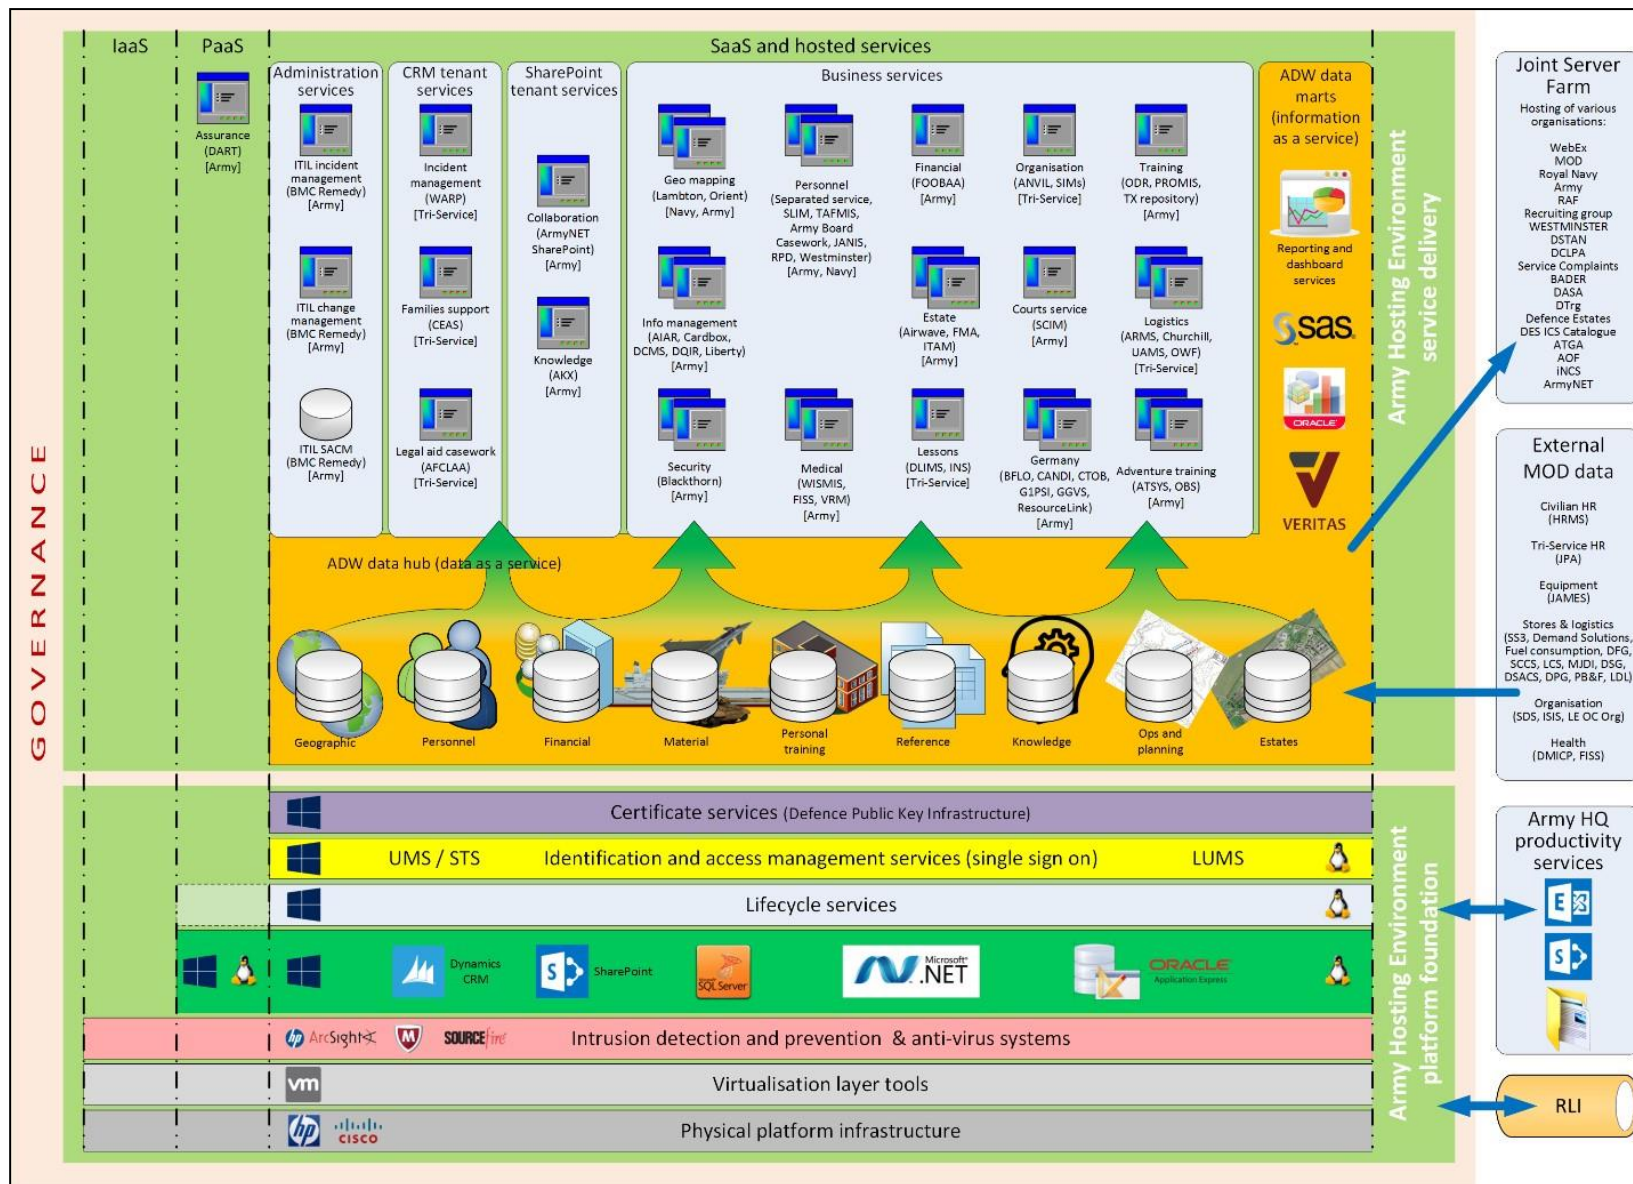 GOVERNANCE
IaaS
PaaS
SaaS and hosted services
Assurance
(DART)
[Army]
Administration
services
ITIL incident
management
(BMC Remedy)
[Army]
ITIL change
management
(BMC Remedy)
[Army]
ITIL SACM
(BMC Remedy)
[Army]
CRM tenant
services
Incident
management
(WARP)
[Tri-Service]
Families support
(CEAS)
[Tri-Service]
Legal aid casework
(AFCLAA)
[Tri-Service]
SharePoint
tenant services
Collaboration
(ArmyNET
SharePoint)
[Army]
Knowledge
(AKX)
[Army]
Business services
Geo mapping
(Lambton, Orient)
[Navy, Army]
Personnel
(Separated service,
SLIM, TAFMIS,
Army Board
Casework, JANIS,
RPD, Westminster)
[Army, Navy]
Financial
(FOOBAA)
[Army]
Organisation
(ANVIL, SIMs)
[Tri-Service]
Training
(ODR, PROMIS,
TX repository)
[Army]
Info management
(AIAR, Cardbox,
DCMS, DQIR, Liberty)
[Army]
Estate
(Airwave, FMA,
ITAM)
[Army]
Courts service
(SCIM)
[Army]
Logistics
(ARMS, Churchill,
UAMS, OWF)
[Tri-Service]
Security
(Blackthorn)
[Army]
Medical
(WISMIS,
FISS, VRM)
[Army]
Lessons
(DLIMS, INS)
[Tri-Service]
Germany
(BFLO, CANDI, CTOB,
G1PSI, GGVS,
ResourceLink)
[Army]
Adventure training
(ATSYS, OBS)
[Army]
ADW data
marts
(information
as a service)
Reporting and
dashboard
services
sas
ORACLE
VERITAS
ADW data hub (data as a service)
Geographic
Personnel
Financial
Material
Personal
training
Reference
Knowledge
Ops and
planning
Estates
Army Hosting Environment
service delivery
Certificate services (Defence Public Key Infrastructure)
UMS / STS
Identification and access management services (single sign on)
LUMS
Lifecycle services
Dynamics
CRM
S
SharePoint
Microsoft
SQL Server
Microsoft
.NET
ORACLE
Application Express
hp
ArcSight
M
SOURCEfire
Intrusion detection and prevention & anti-virus systems
vm
Virtualisation layer tools
hp
CISCO
Physical platform infrastructure
Army Hosting Environment
platform foundation
Joint Server
Farm
Hosting of various
organisations:
WebEx
MOD
Royal Navy
Army
RAF
Recruiting group
WESTMINSTER
DSTAN
DCLPA
Service Complaints
BADER
DASA
DTrg
Defence Estates
DES ICS Catalogue
ATGA
AOF
iNCS
ArmyNET
External
MOD data
Civilian HR
(HRMS)
Tri-Service HR
(JPA)
Equipment
(JAMES)
Stores & logistics
(SS3, Demand Solutions,
Fuel consumption, DFG,
SCCS, LCS, MJDI, DSG,
DSACS, DPG, PB&F, LDL)
Organisation
(SDS, ISIS, LE OC Org)
Health
(DMICP, FISS)
Army HQ
productivity
services
E
S
RLI